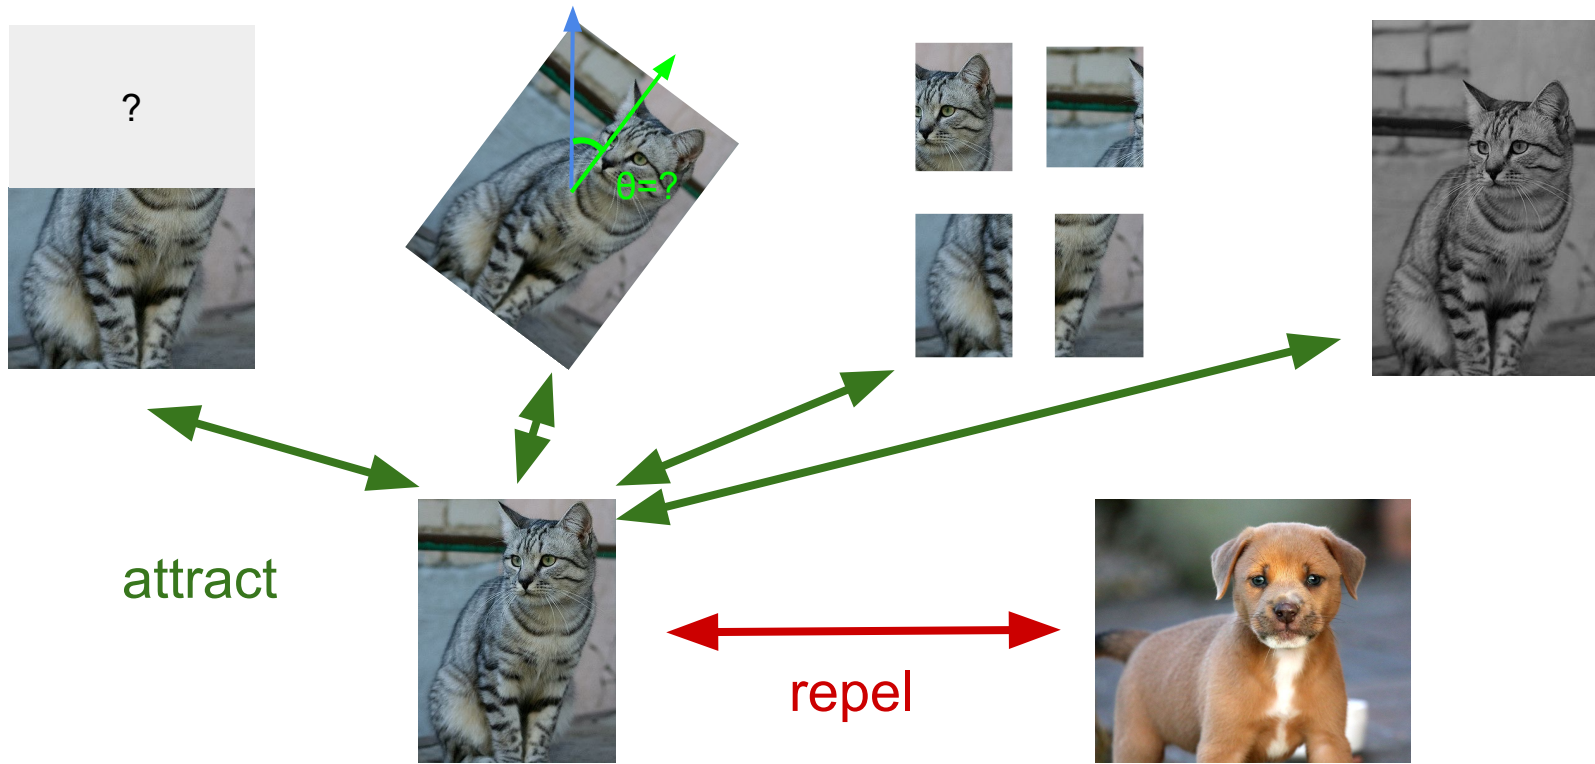 ?
θ=?
attract
repel